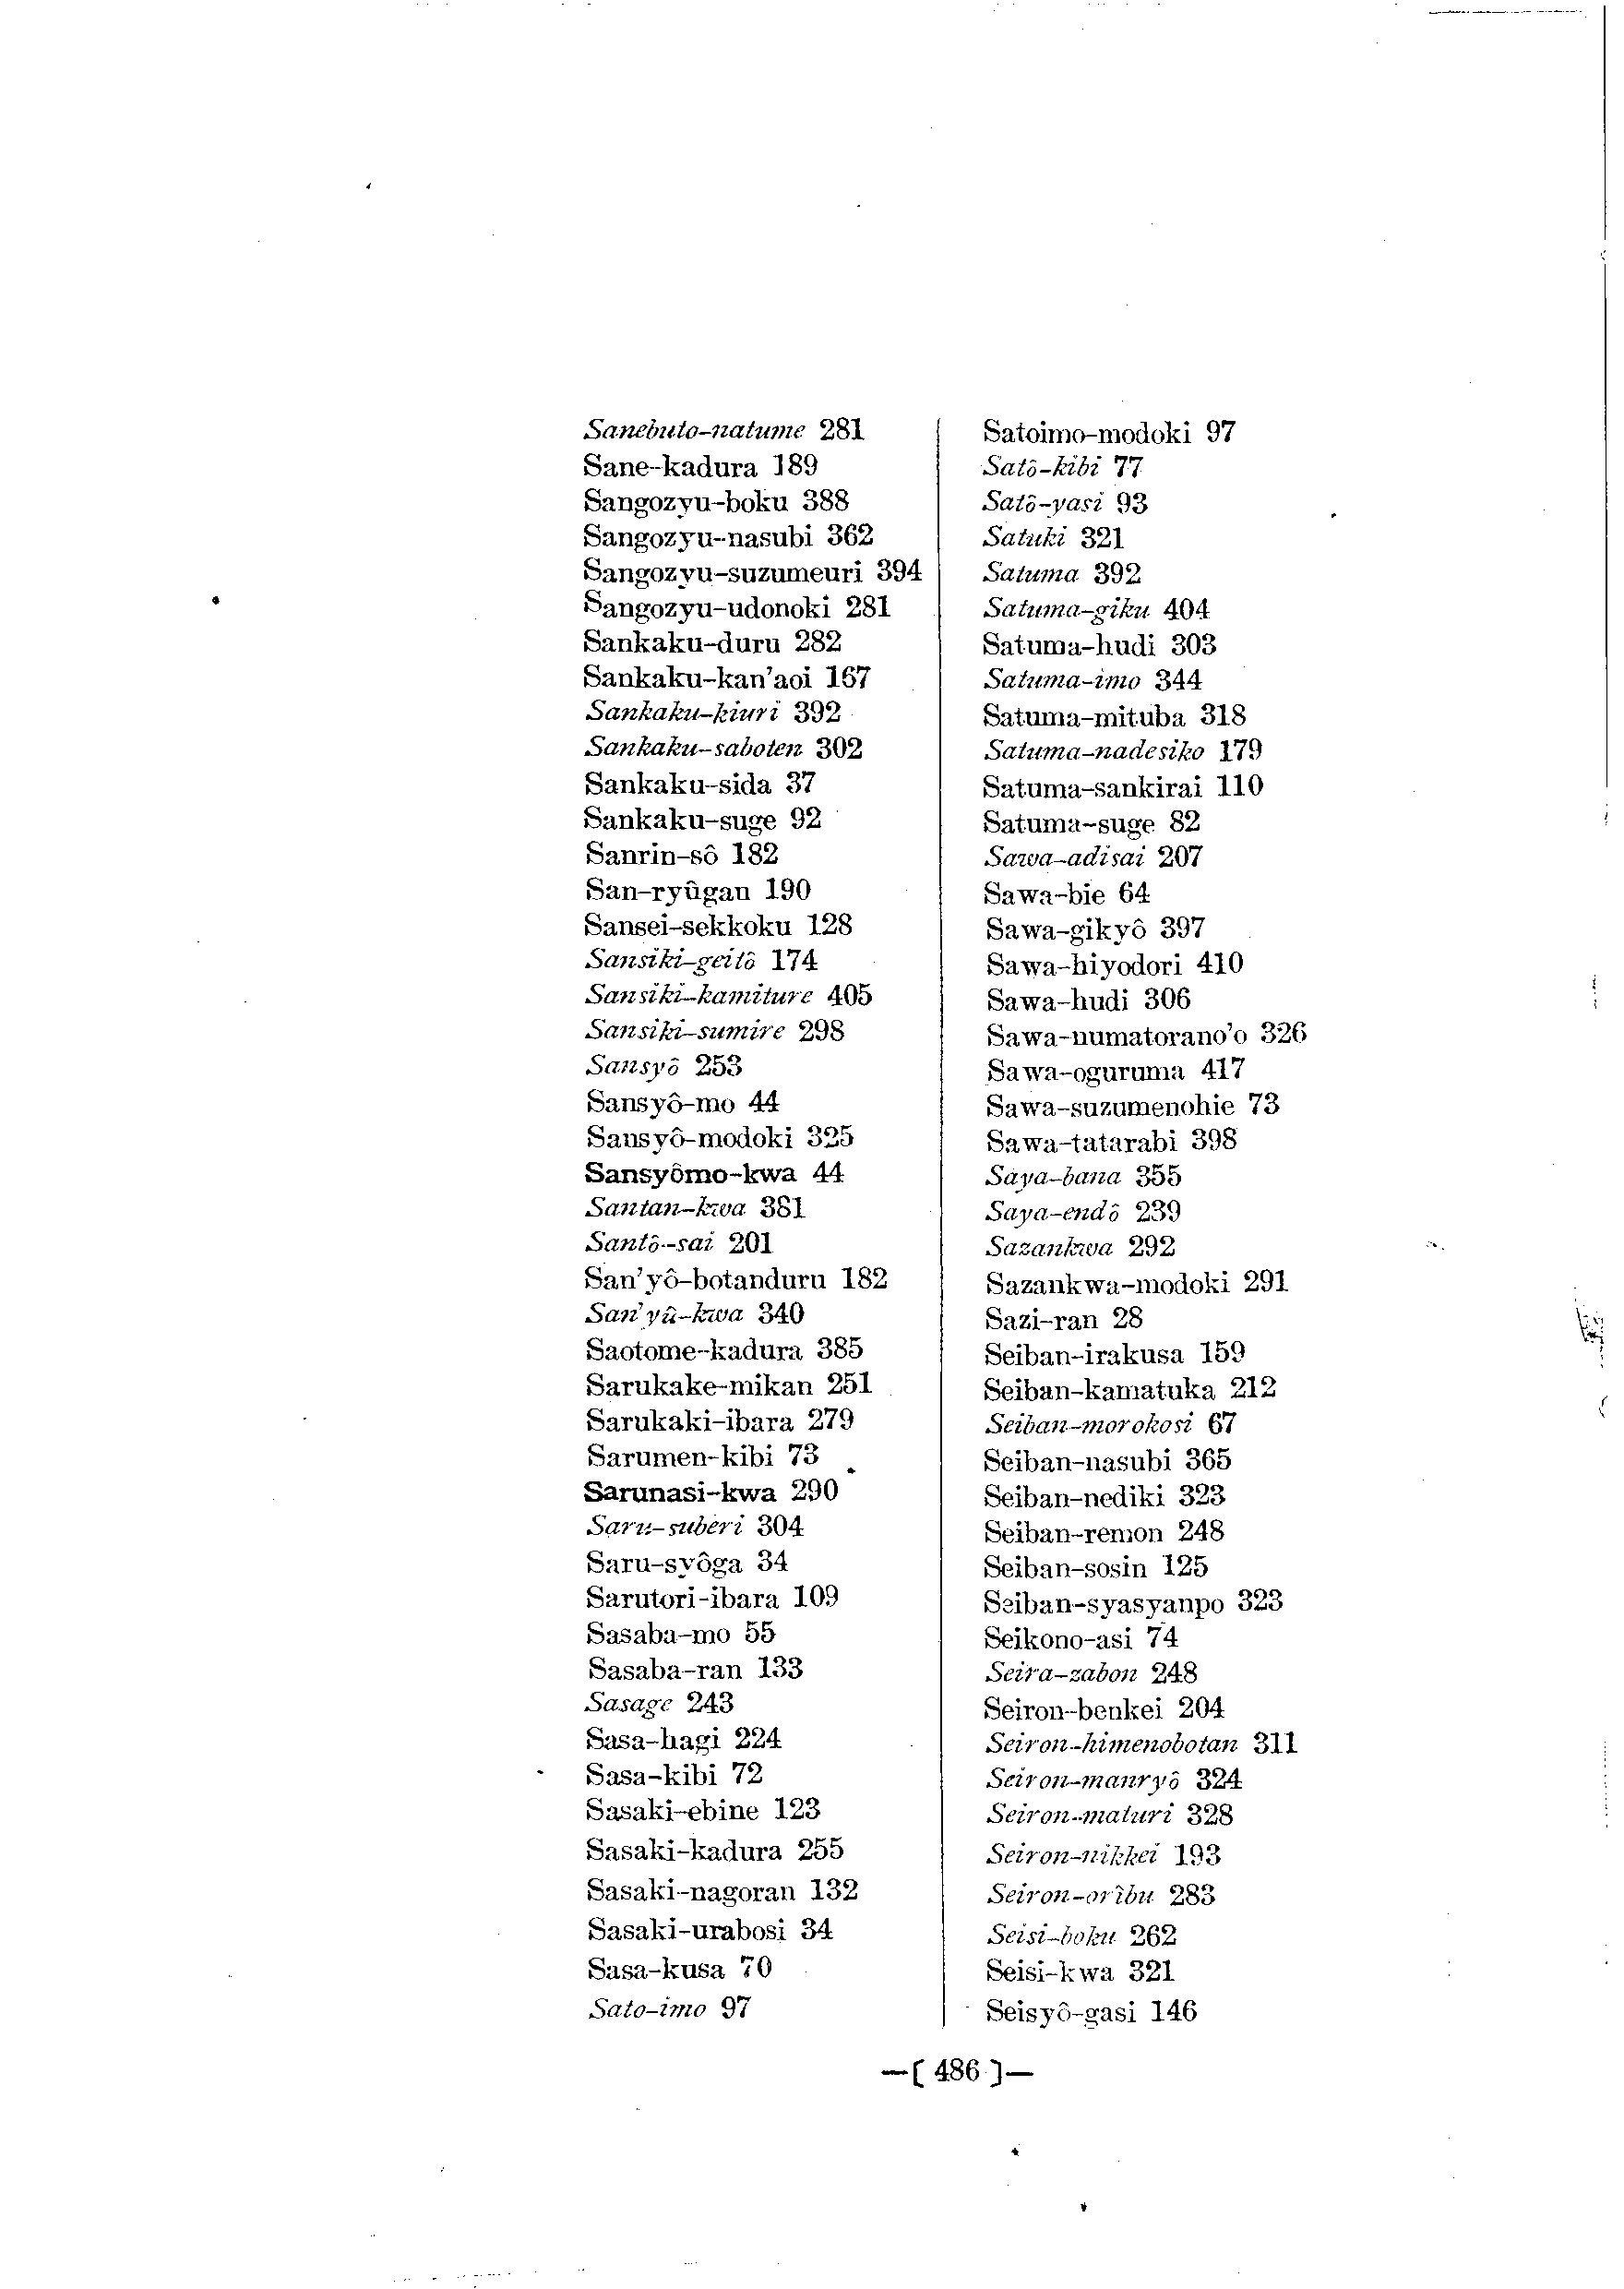 Sanebuto-natume 281
Sane-kadura 189
Sangozyu-boku 388
Sangozyu-nasubi 362
Sangozyu-suzumeuri 394
Sangozyu-udonoki 281
Sankaku-duru 282
Sankaku-kan'aoi 167
Sankaku-kiuri 392
Sankaku-saboten 302
Sankaku-sida 37
Sankaku-suge 92
Sanrin-sô 182
San-ryûgan 190
Sansei-sekkoku 128
Sansiki-geitô 174
Sansiki-kamiture 405
Sansiki-sumire 298
Sansyô 253
Sansyô-mo 44
Sansyô-modoki 325
Sansyômo-kwa 44
Santan-kwa 381
Santô-sai 201
San'yô-botanduru 182
San'yû-kwa 340
Saotome-kadura 385
Sarukake-mikan 251
Sarukaki-ibara 279
Sarumen-kibi 73
Sarunasi-kwa 290
Saru-suberi 304
Saru-syôga 34
Sarutori-ibara 109
Sasaba-mo 55
Sasaba-ran 133
Sasage 243
Sasa-hagi 224
Sasa-kibi 72
Sasaki-ebine 123
Sasaki-kadura 255
Sasaki-nagoran 132
Sasaki-urabosi 34
Sasa-kusa 70
Sato-imo 97
Satoimo-modoki 97
Satô-kibi 77
Satô-yasi 93
Satuki 321
Satuma 392
Satuma-giku 404
Satuma-hudi 303
Satuma-imo 344
Satuma-mituba 318
Satuma-nadesiko 179
Satuma-sankirai 110
Satuma-suge 82
Sawa-adisai 207
Sawa-bie 64
Sawa-gikyô 397
Sawa-hiyodori 410
Sawa-hudi 306
Sawa-numatorano'o 326
Sawa-oguruma 417
Sawa-suzumenohie 73
Sawa-tatarabi 398
Saya-bana 355
Saya-endô 239
Sazankwa 292
Sazankwa-modoki 291
Sazi-ran 28
Seiban-irakusa 159
Seiban-kamatuka 212
Seiban-morokosi 67
Seiban-nasubi 365
Seiban-nediki 323
Seiban-remon 248
Seiban-sosin 125
Seiban-syasyanpo 323
Seikono-asi 74
Seira-zabon 248
Seiron-benkei 204
Seiron-himenobotan 311
Seiron-manryô 324
Seiron-maturi 328
Seiron-nikkei 193
Seiron-orîbu 283
Seisi-boku 262
Seisi-kwa 321
Seisyô-gasi 146
—[ 486 ]—